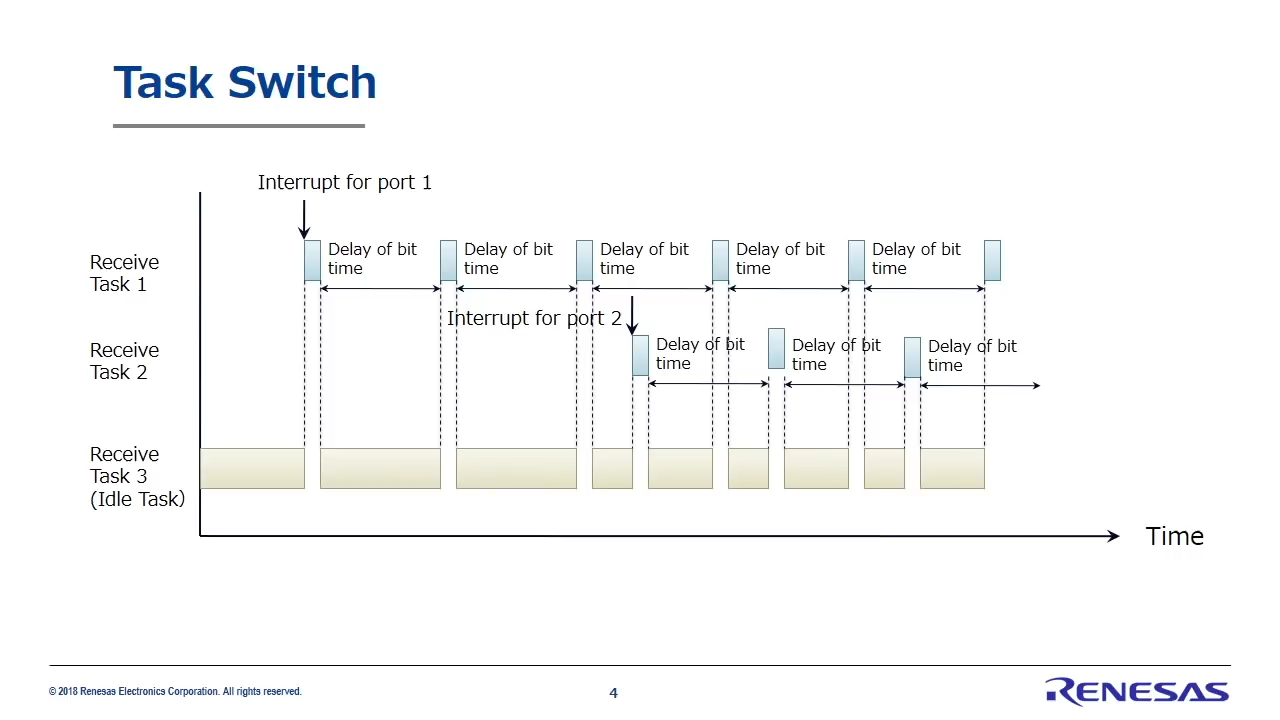 Task Switch
Interrupt for port 1
Receive
Task 1
Delay of bit
time
Delay of bit
time
Delay of bit
time
Delay of bit
time
Delay of bit
time
Interrupt for port 2
Receive
Task 2
Delay of bit
time
Delay of bit
time
Delay of bit
time
Receive
Task 3
(Idle Task)
Time
© 2018 Renesas Electronics Corporation. All rights reserved.
4
RENESAS